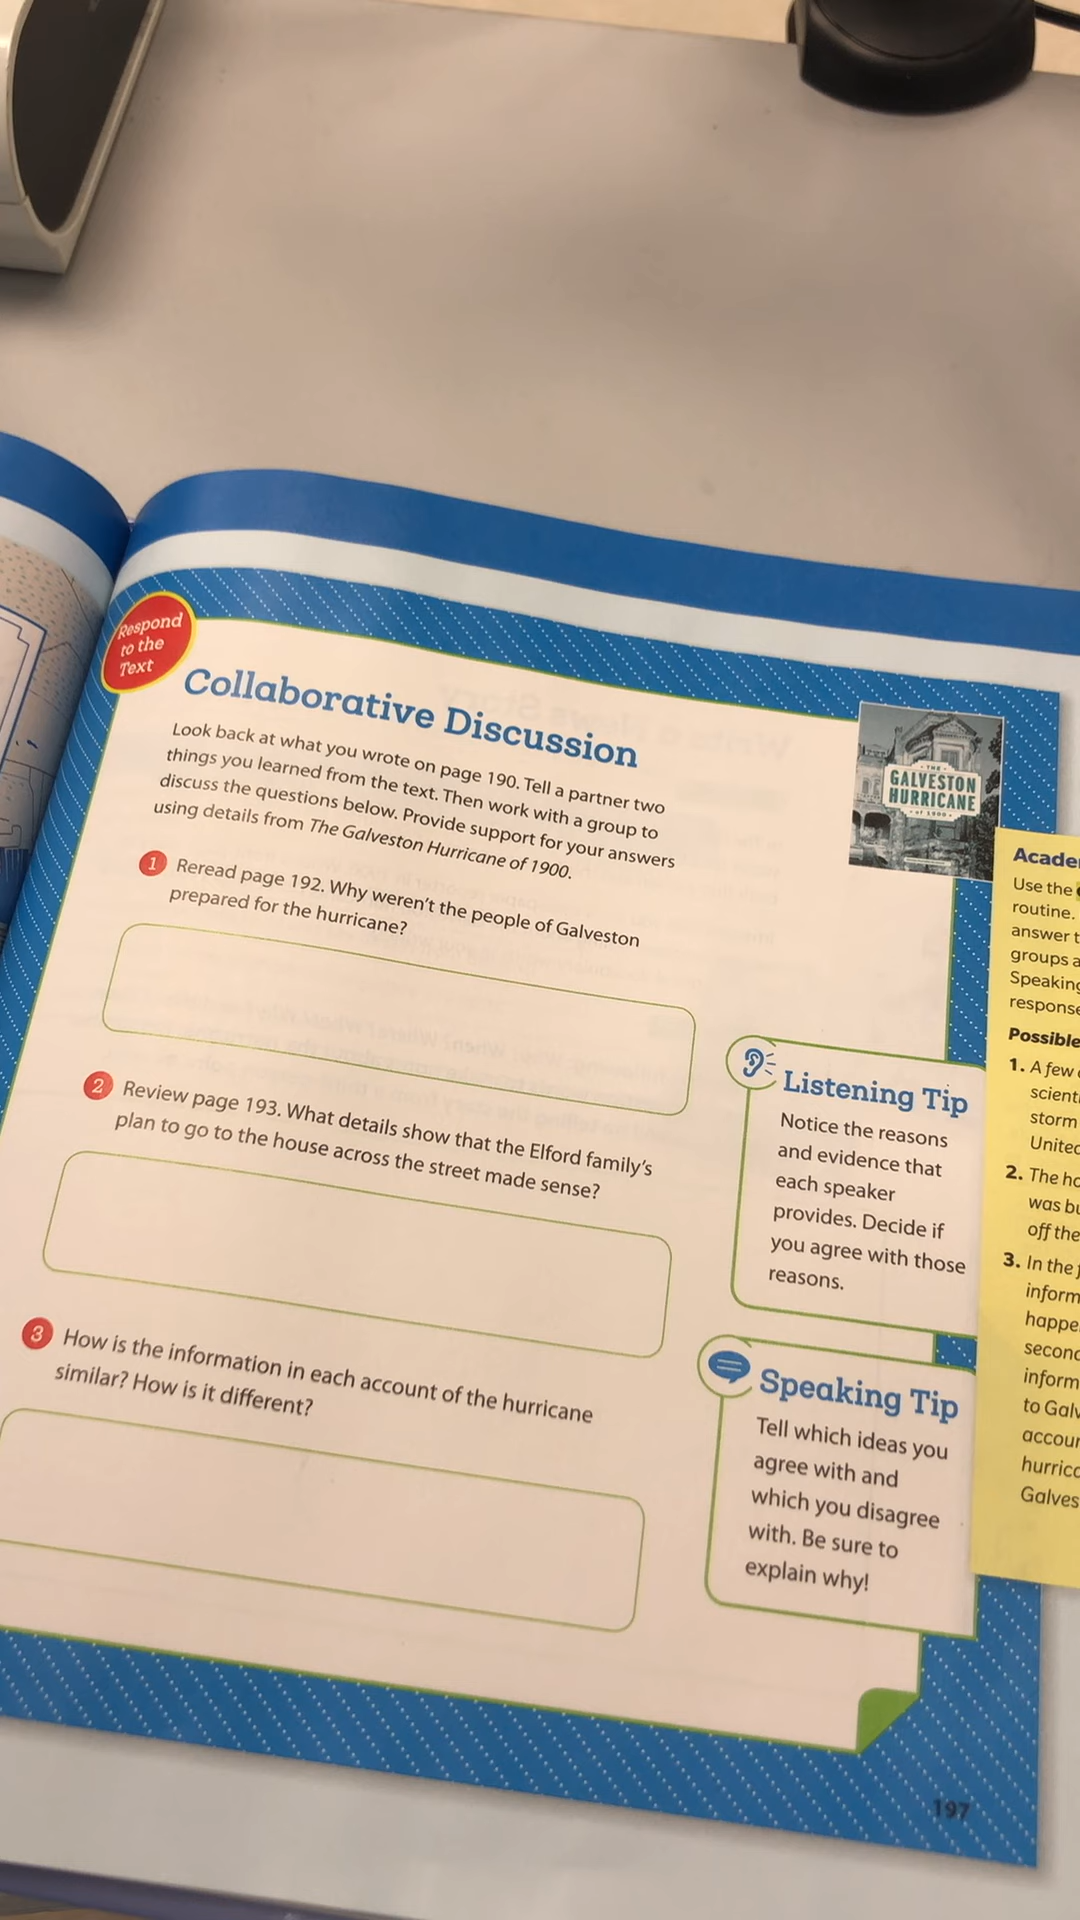 Respond
to the
Text
Collaborative Discussion
Look back at what you wrote on page 190. Tell a partner two
things you learned from the text. Then work with a group to
discuss the questions below. Provide support for your answers
using details from The Galveston Hurricane of 1900.
THE
GALVESTON
HURRICANE
of 1900
1 Reread page 192. Why weren't the people of Galveston
prepared for the hurricane?
2 Review page 193. What details show that the Elford family's
plan to go to the house across the street made sense?
3 How is the information in each account of the hurricane
similar? How is it different?
Listening Tip
Notice the reasons
and evidence that
each speaker
provides. Decide if
you agree with those
reasons.
Speaking Tip
Tell which ideas you
agree with and
which you disagree
with. Be sure to
explain why!
Use the
routine.
answer
groups
Possible
1. A few
storm
2. The
was
off the
3. In the
to
197